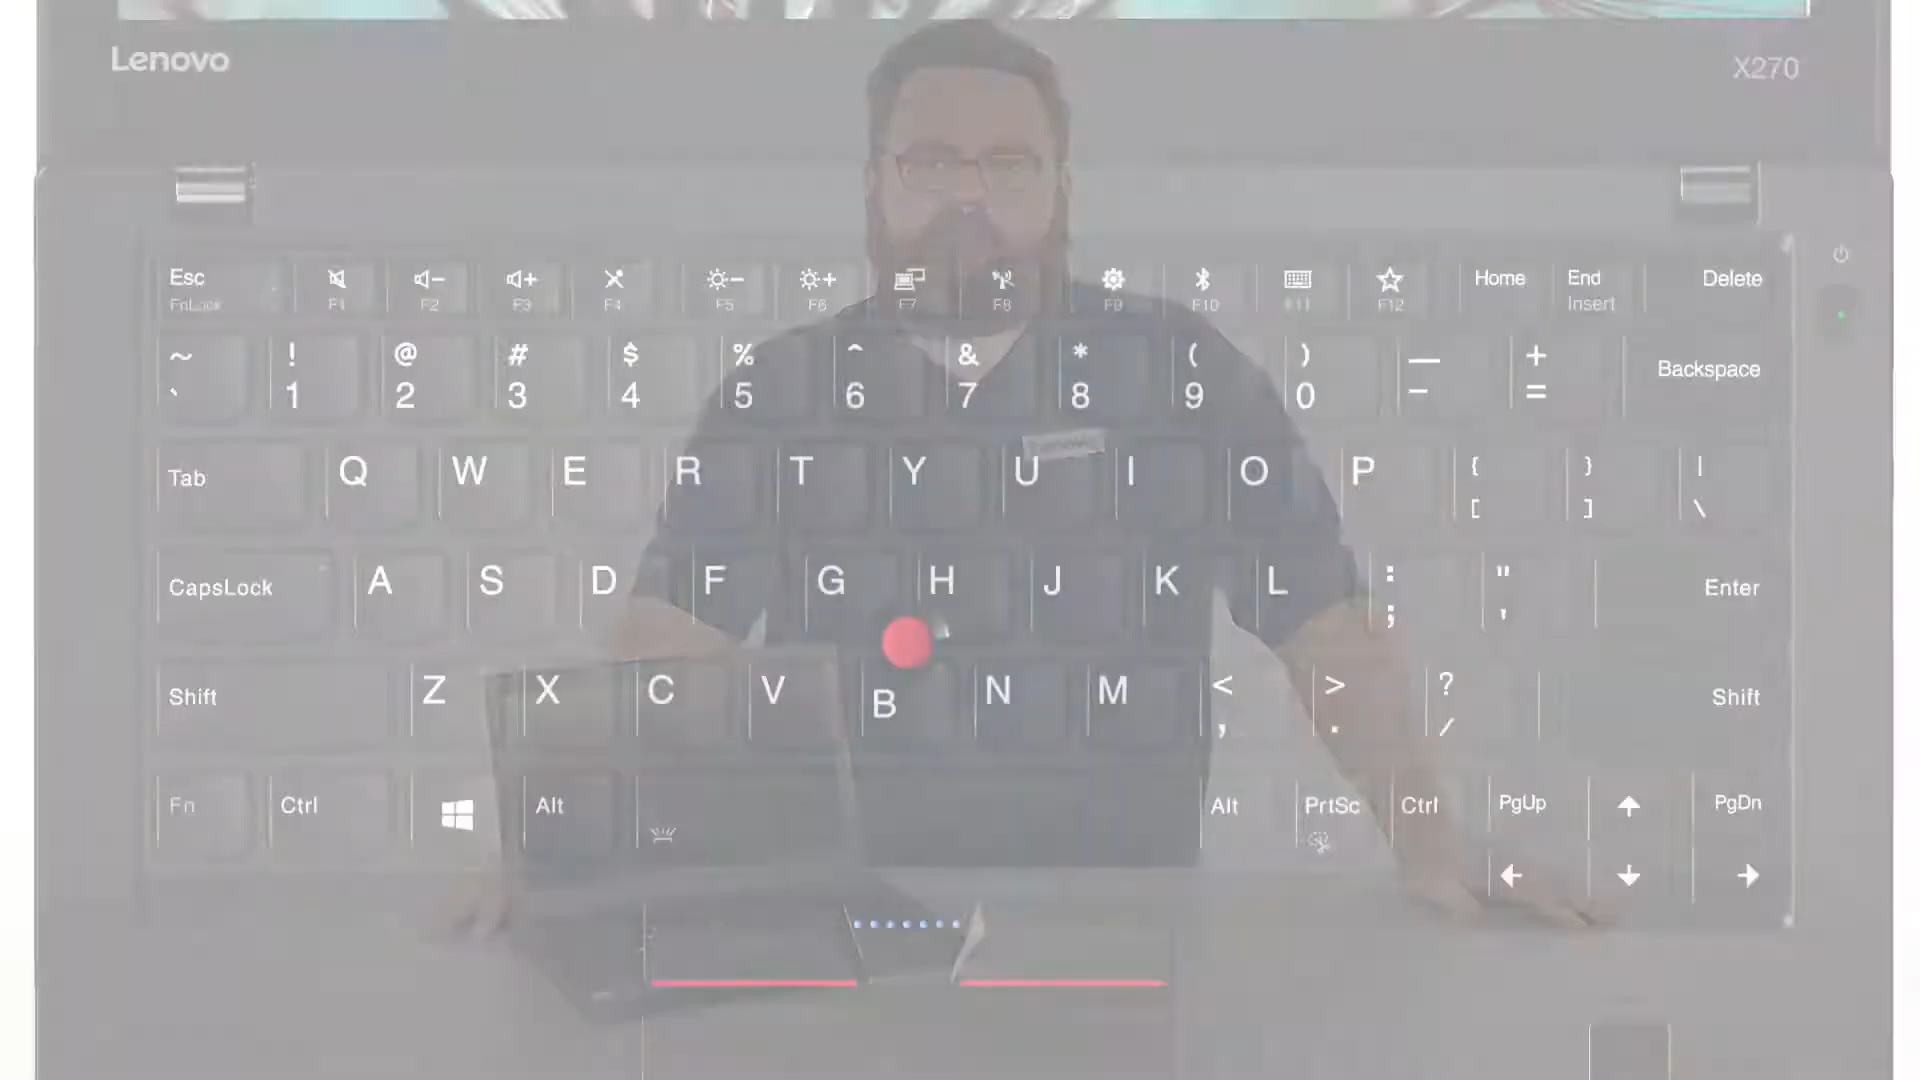 Lenovo X270
Esc Home End Delete
FnLock F1 F2 F3 F4 F5 F6 F7 F8 F9 F10 F11 F12 Insert
~ ! @ # $ % ^ & * ( ) — +
` 1 2 3 4 5 6 7 8 9 0 - = Backspace
Tab Q W E R T Y U I O P { } |
[ ] \
CapsLock A S D F G H J K L : " Enter
; '
Shift Z X C V B N M < > ? Shift
, . /
Fn Ctrl Alt Alt PrtSc Ctrl PgUp PgDn